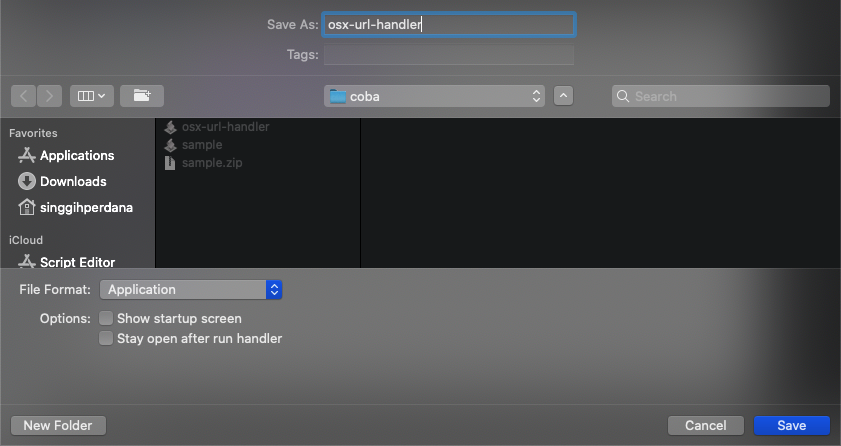 Save As: osx-url-handler
Tags:
coba
Search
Favorites
Applications
Downloads
singgihperdana
iCloud
Script Editor
osx-url-handler
sample
sample.zip
File Format: Application
Options: Show startup screen
Stay open after run handler
New Folder Cancel Save